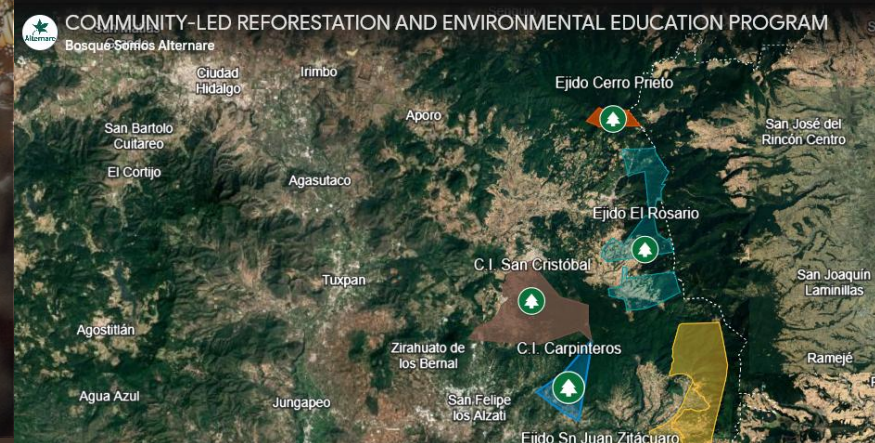 COMMUNITY-LED REFORESTATION AND ENVIRONMENTAL EDUCATION PROGRAM
Alternare
Bosque Somos Alternare
Ciudad
Hidalgo
Irimbo
Ejido Cerro Prieto
Aporo
San Bartolo
Cuitareo
San José del
Rincón Centro
El Cortijo
Agasutaco
Ejido El Rosario
C.I. San Cristóbal
Tuxpan
San Joaquín
Laminillas
Agostitlán
Zirahuato de
los Bernal
C.I. Carpinteros
Ramejé
Agua Azul
Jungapeo
San Felipe
los Alzati
Ejido Sn Juan Zitácuaro